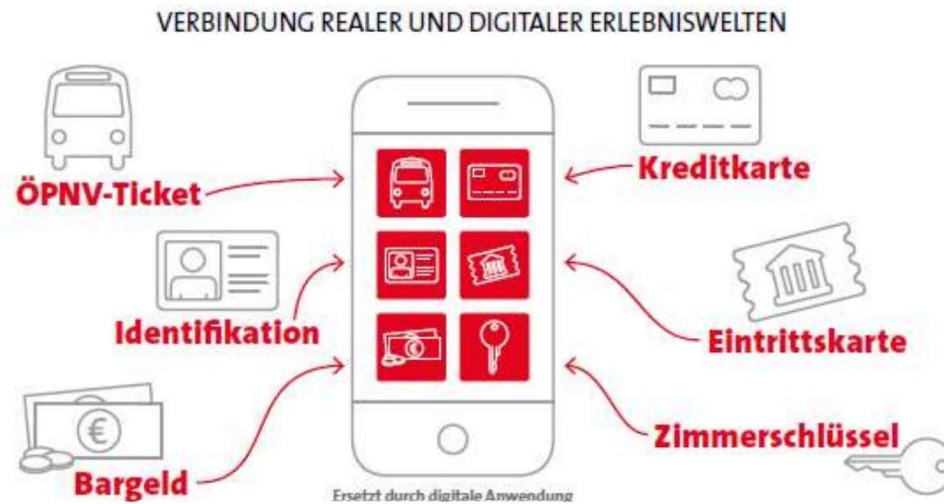 VERBINDUNG REALER UND DIGITALER ERLEBNISWELTEN
ÖPNV-Ticket
Kreditkarte
Identifikation
Eintrittskarte
Bargeld
Zimmerschlüssel
Ersetzt durch digitale Anwendung